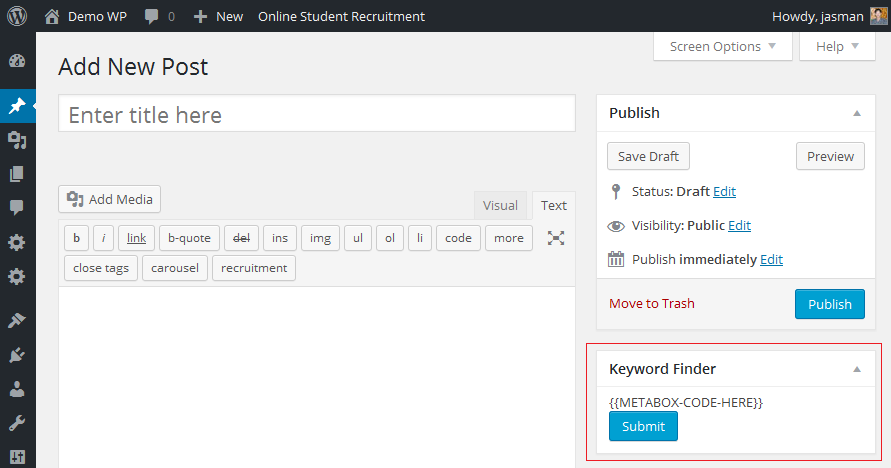 Demo WP 0 New Online Student Recruitment Howdy, jasman
Screen Options Help
Add New Post
Enter title here
Add Media
Visual Text
b i link b-quote del ins img ul ol li code more
close tags carousel recruitment
Publish
Save Draft Preview
Status: Draft Edit
Visibility: Public Edit
Publish immediately Edit
Move to Trash Publish
Keyword Finder
{{METABOX-CODE-HERE}}
Submit